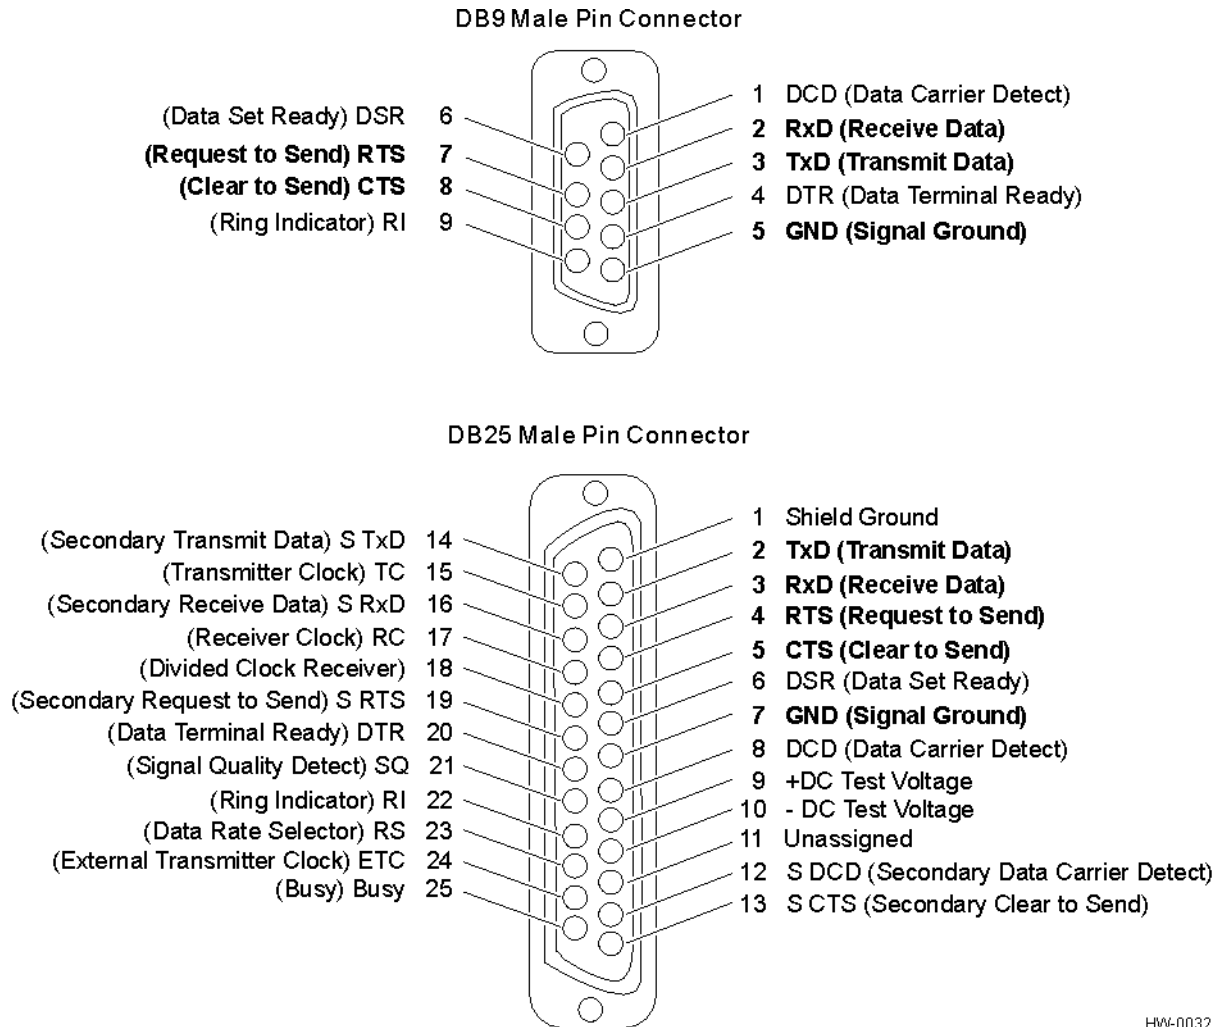 DB9 Male Pin Connector
(Data Set Ready) DSR 6
(Request to Send) RTS 7
(Clear to Send) CTS 8
(Ring Indicator) RI 9
1 DCD (Data Carrier Detect)
2 RxD (Receive Data)
3 TxD (Transmit Data)
4 DTR (Data Terminal Ready)
5 GND (Signal Ground)
DB25 Male Pin Connector
(Secondary Transmit Data) S TxD 14
(Transmitter Clock) TC 15
(Secondary Receive Data) S RxD 16
(Receiver Clock) RC 17
(Divided Clock Receiver) 18
(Secondary Request to Send) S RTS 19
(Data Terminal Ready) DTR 20
(Signal Quality Detect) SQ 21
(Ring Indicator) RI 22
(Data Rate Selector) RS 23
(External Transmitter Clock) ETC 24
(Busy) Busy 25
1 Shield Ground
2 TxD (Transmit Data)
3 RxD (Receive Data)
4 RTS (Request to Send)
5 CTS (Clear to Send)
6 DSR (Data Set Ready)
7 GND (Signal Ground)
8 DCD (Data Carrier Detect)
9 +DC Test Voltage
10 - DC Test Voltage
11 Unassigned
12 S DCD (Secondary Data Carrier Detect)
13 S CTS (Secondary Clear to Send)
HW-0032